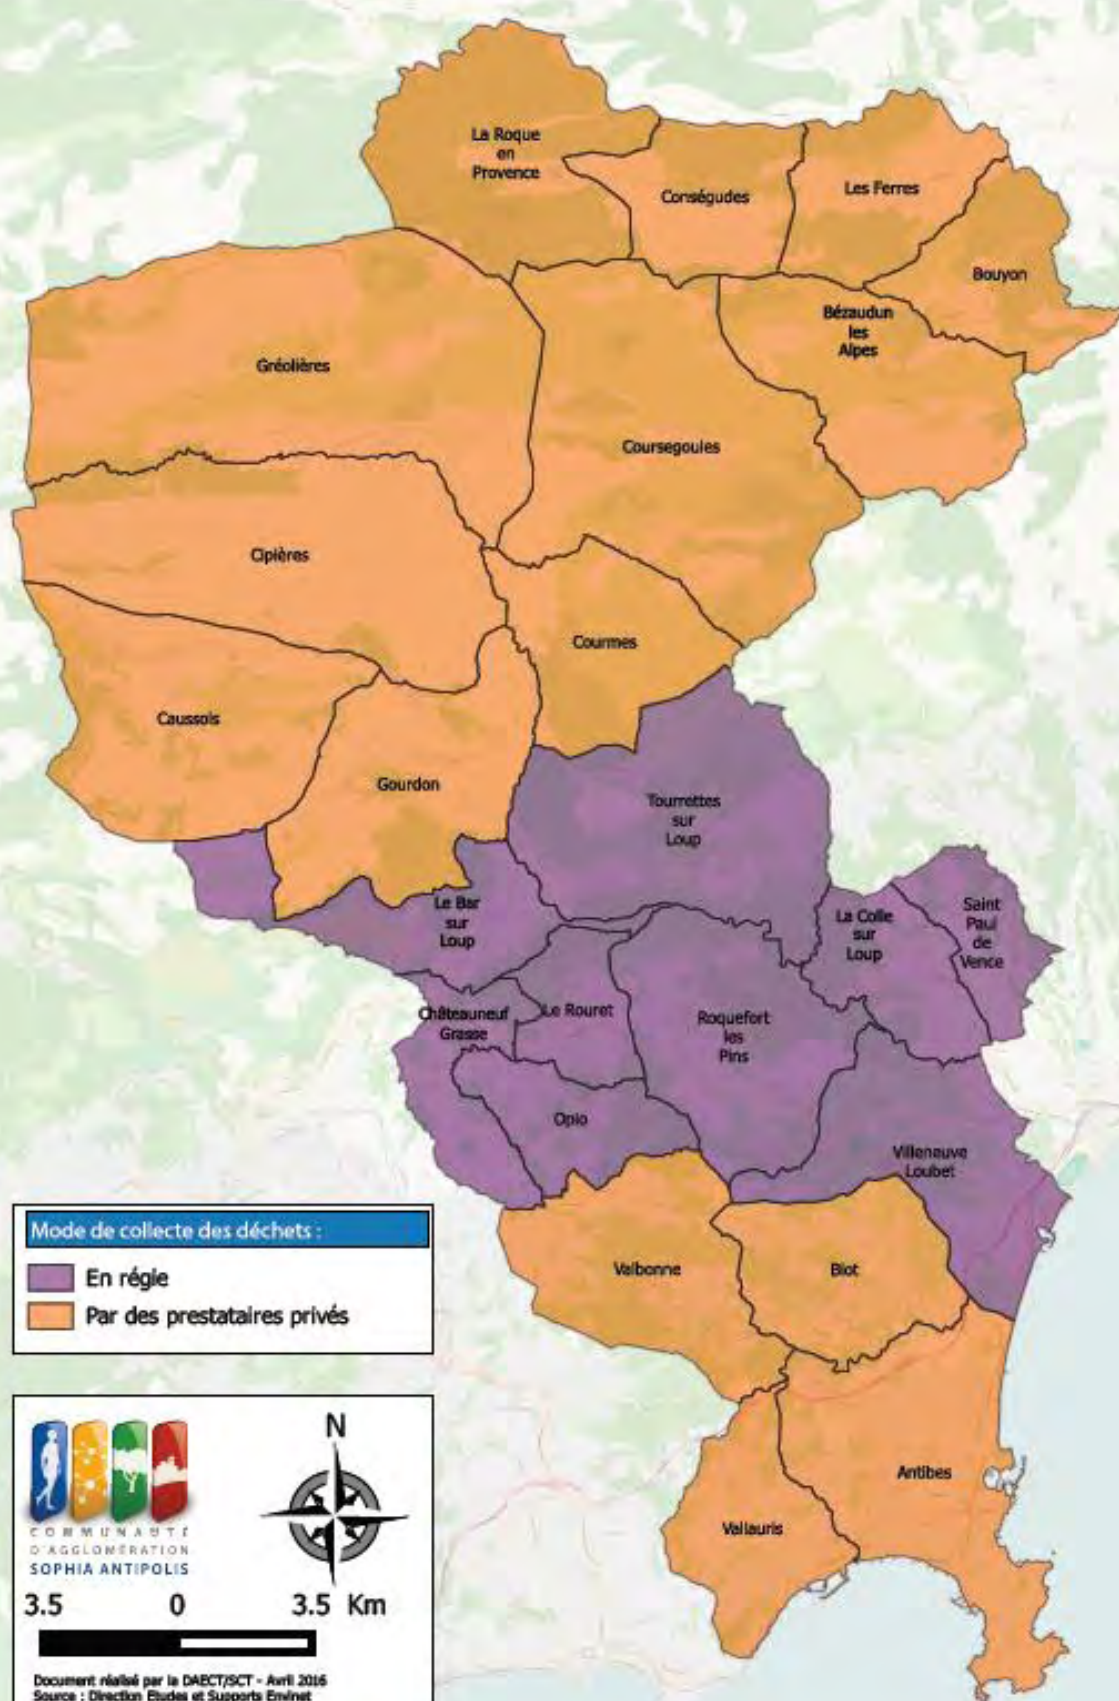 La Roque
en
Provence
Conségudes
Les Ferres
Bouyon
Bézaudun
les
Alpes
Gréolières
Coursegoules
Cipières
Courmes
Caussols
Gourdon
Tourrettes
sur
Loup
Le Bar
sur
Loup
La Colle
sur
Loup
Saint
Paul
de
Vence
Châteauneuf
Grasse
Le Rouret
Roquefort
les
Pins
Opio
Villeneuve
Loubet
Valbonne
Biot
Antibes
Vallauris
Mode de collecte des déchets :
En régie
Par des prestataires privés
COMMUNAUTÉ
D'AGGLOMÉRATION
SOPHIA ANTIPOLIS
N
3.5 0 3.5 Km
Document réalisé par la DAECT/SCT - Avril 2016
Source : Direction Etudes et Supports Envinet